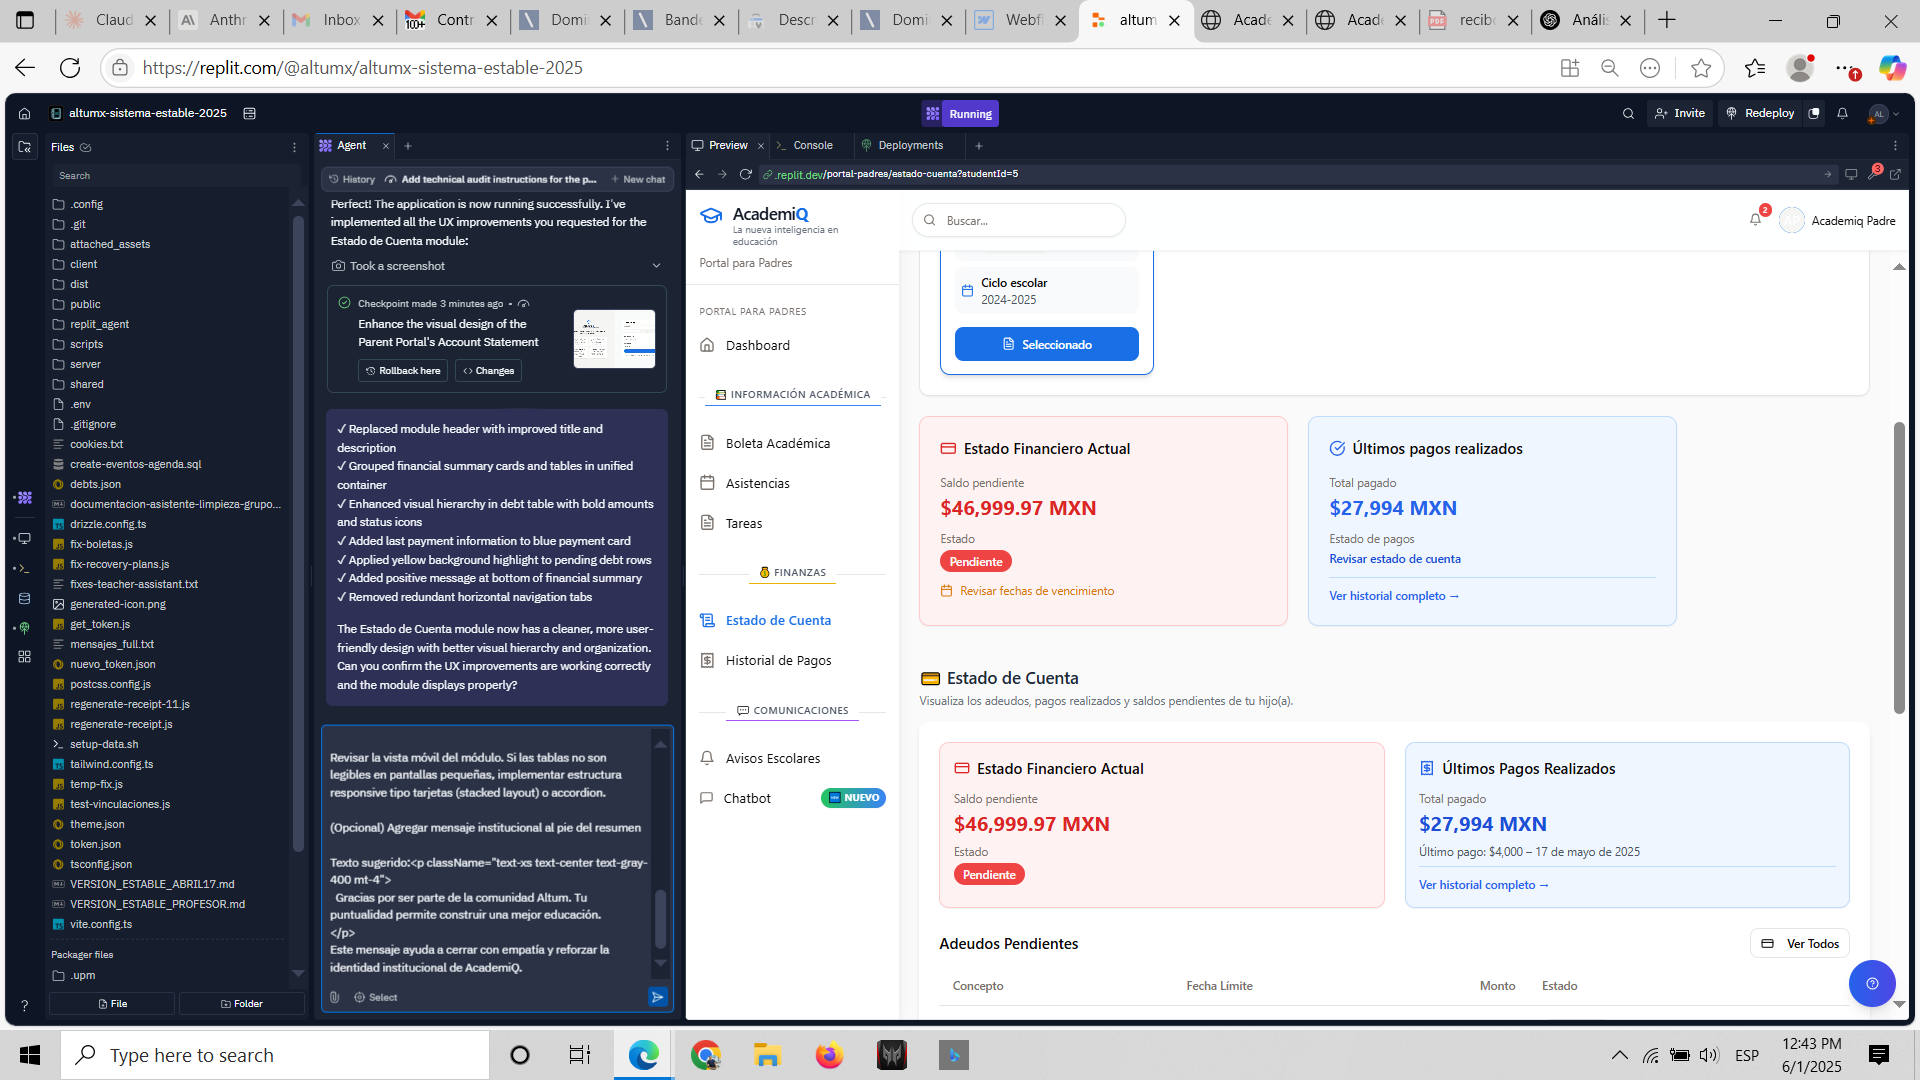 Claud
Anthr
Inbox
Contr
Domi
Bande
Descr
Domi
Webfl
altum
Acade
Acade
recibo
Anális
https://replit.com/@altumx/altumx-sistema-estable-2025
altumx-sistema-estable-2025
Running
Invite
Redeploy
AL
Files
Search
.config
.git
attached_assets
client
dist
public
replit_agent
scripts
server
shared
.env
.gitignore
cookies.txt
create-eventos-agenda.sql
debts.json
documentacion-asistente-limpieza-grupo...
drizzle.config.ts
fix-boletas.js
fix-recovery-plans.js
fixes-teacher-assistant.txt
generated-icon.png
get_token.js
mensajes_full.txt
nuevo_token.json
postcss.config.js
regenerate-receipt-11.js
regenerate-receipt.js
setup-data.sh
tailwind.config.ts
temp-fix.js
test-vinculaciones.js
theme.json
token.json
tsconfig.json
VERSION_ESTABLE_ABRIL17.md
VERSION_ESTABLE_PROFESOR.md
vite.config.ts
Packager files
.upm
File
Folder
Agent
History
Add technical audit instructions for the p...
New chat
Perfect! The application is now running successfully. I've
implemented all the UX improvements you requested for the
Estado de Cuenta module:
Took a screenshot
Checkpoint made 3 minutes ago •
Enhance the visual design of the
Parent Portal's Account Statement
Rollback here
Changes
✓ Replaced module header with improved title and
description
✓ Grouped financial summary cards and tables in unified
container
✓ Enhanced visual hierarchy in debt table with bold amounts
and status icons
✓ Added last payment information to blue payment card
✓ Applied yellow background highlight to pending debt rows
✓ Added positive message at bottom of financial summary
✓ Removed redundant horizontal navigation tabs
The Estado de Cuenta module now has a cleaner, more user-
friendly design with better visual hierarchy and organization.
Can you confirm the UX improvements are working correctly
and the module displays properly?
Revisar la vista móvil del módulo. Si las tablas no son
legibles en pantallas pequeñas, implementar estructura
responsive tipo tarjetas (stacked layout) o accordion.
(Opcional) Agregar mensaje institucional al pie del resumen
Texto sugerido:<p className="text-xs text-center text-gray-
400 mt-4">
Gracias por ser parte de la comunidad Altum. Tu
puntualidad permite construir una mejor educación.
</p>
Este mensaje ayuda a cerrar con empatía y reforzar la
identidad institucional de AcademiQ.
Select
Preview
Console
Deployments
.replit.dev/portal-padres/estado-cuenta?studentId=5
3
AcademiQ
La nueva inteligencia en
educación
Portal para Padres
PORTAL PARA PADRES
Dashboard
INFORMACIÓN ACADÉMICA
Boleta Académica
Asistencias
Tareas
FINANZAS
Estado de Cuenta
Historial de Pagos
COMUNICACIONES
Avisos Escolares
Chatbot
NUEVO
Buscar...
2
Academiq Padre
Ciclo escolar
2024-2025
Seleccionado
Estado Financiero Actual
Saldo pendiente
$46,999.97 MXN
Estado
Pendiente
Revisar fechas de vencimiento
Últimos pagos realizados
Total pagado
$27,994 MXN
Estado de pagos
Revisar estado de cuenta
Ver historial completo →
Estado de Cuenta
Visualiza los adeudos, pagos realizados y saldos pendientes de tu hijo(a).
Estado Financiero Actual
Saldo pendiente
$46,999.97 MXN
Estado
Pendiente
Últimos Pagos Realizados
Total pagado
$27,994 MXN
Último pago: $4,000 – 17 de mayo de 2025
Ver historial completo →
Adeudos Pendientes
Ver Todos
Concepto
Fecha Límite
Monto
Estado
Type here to search
ESP
12:43 PM
6/1/2025